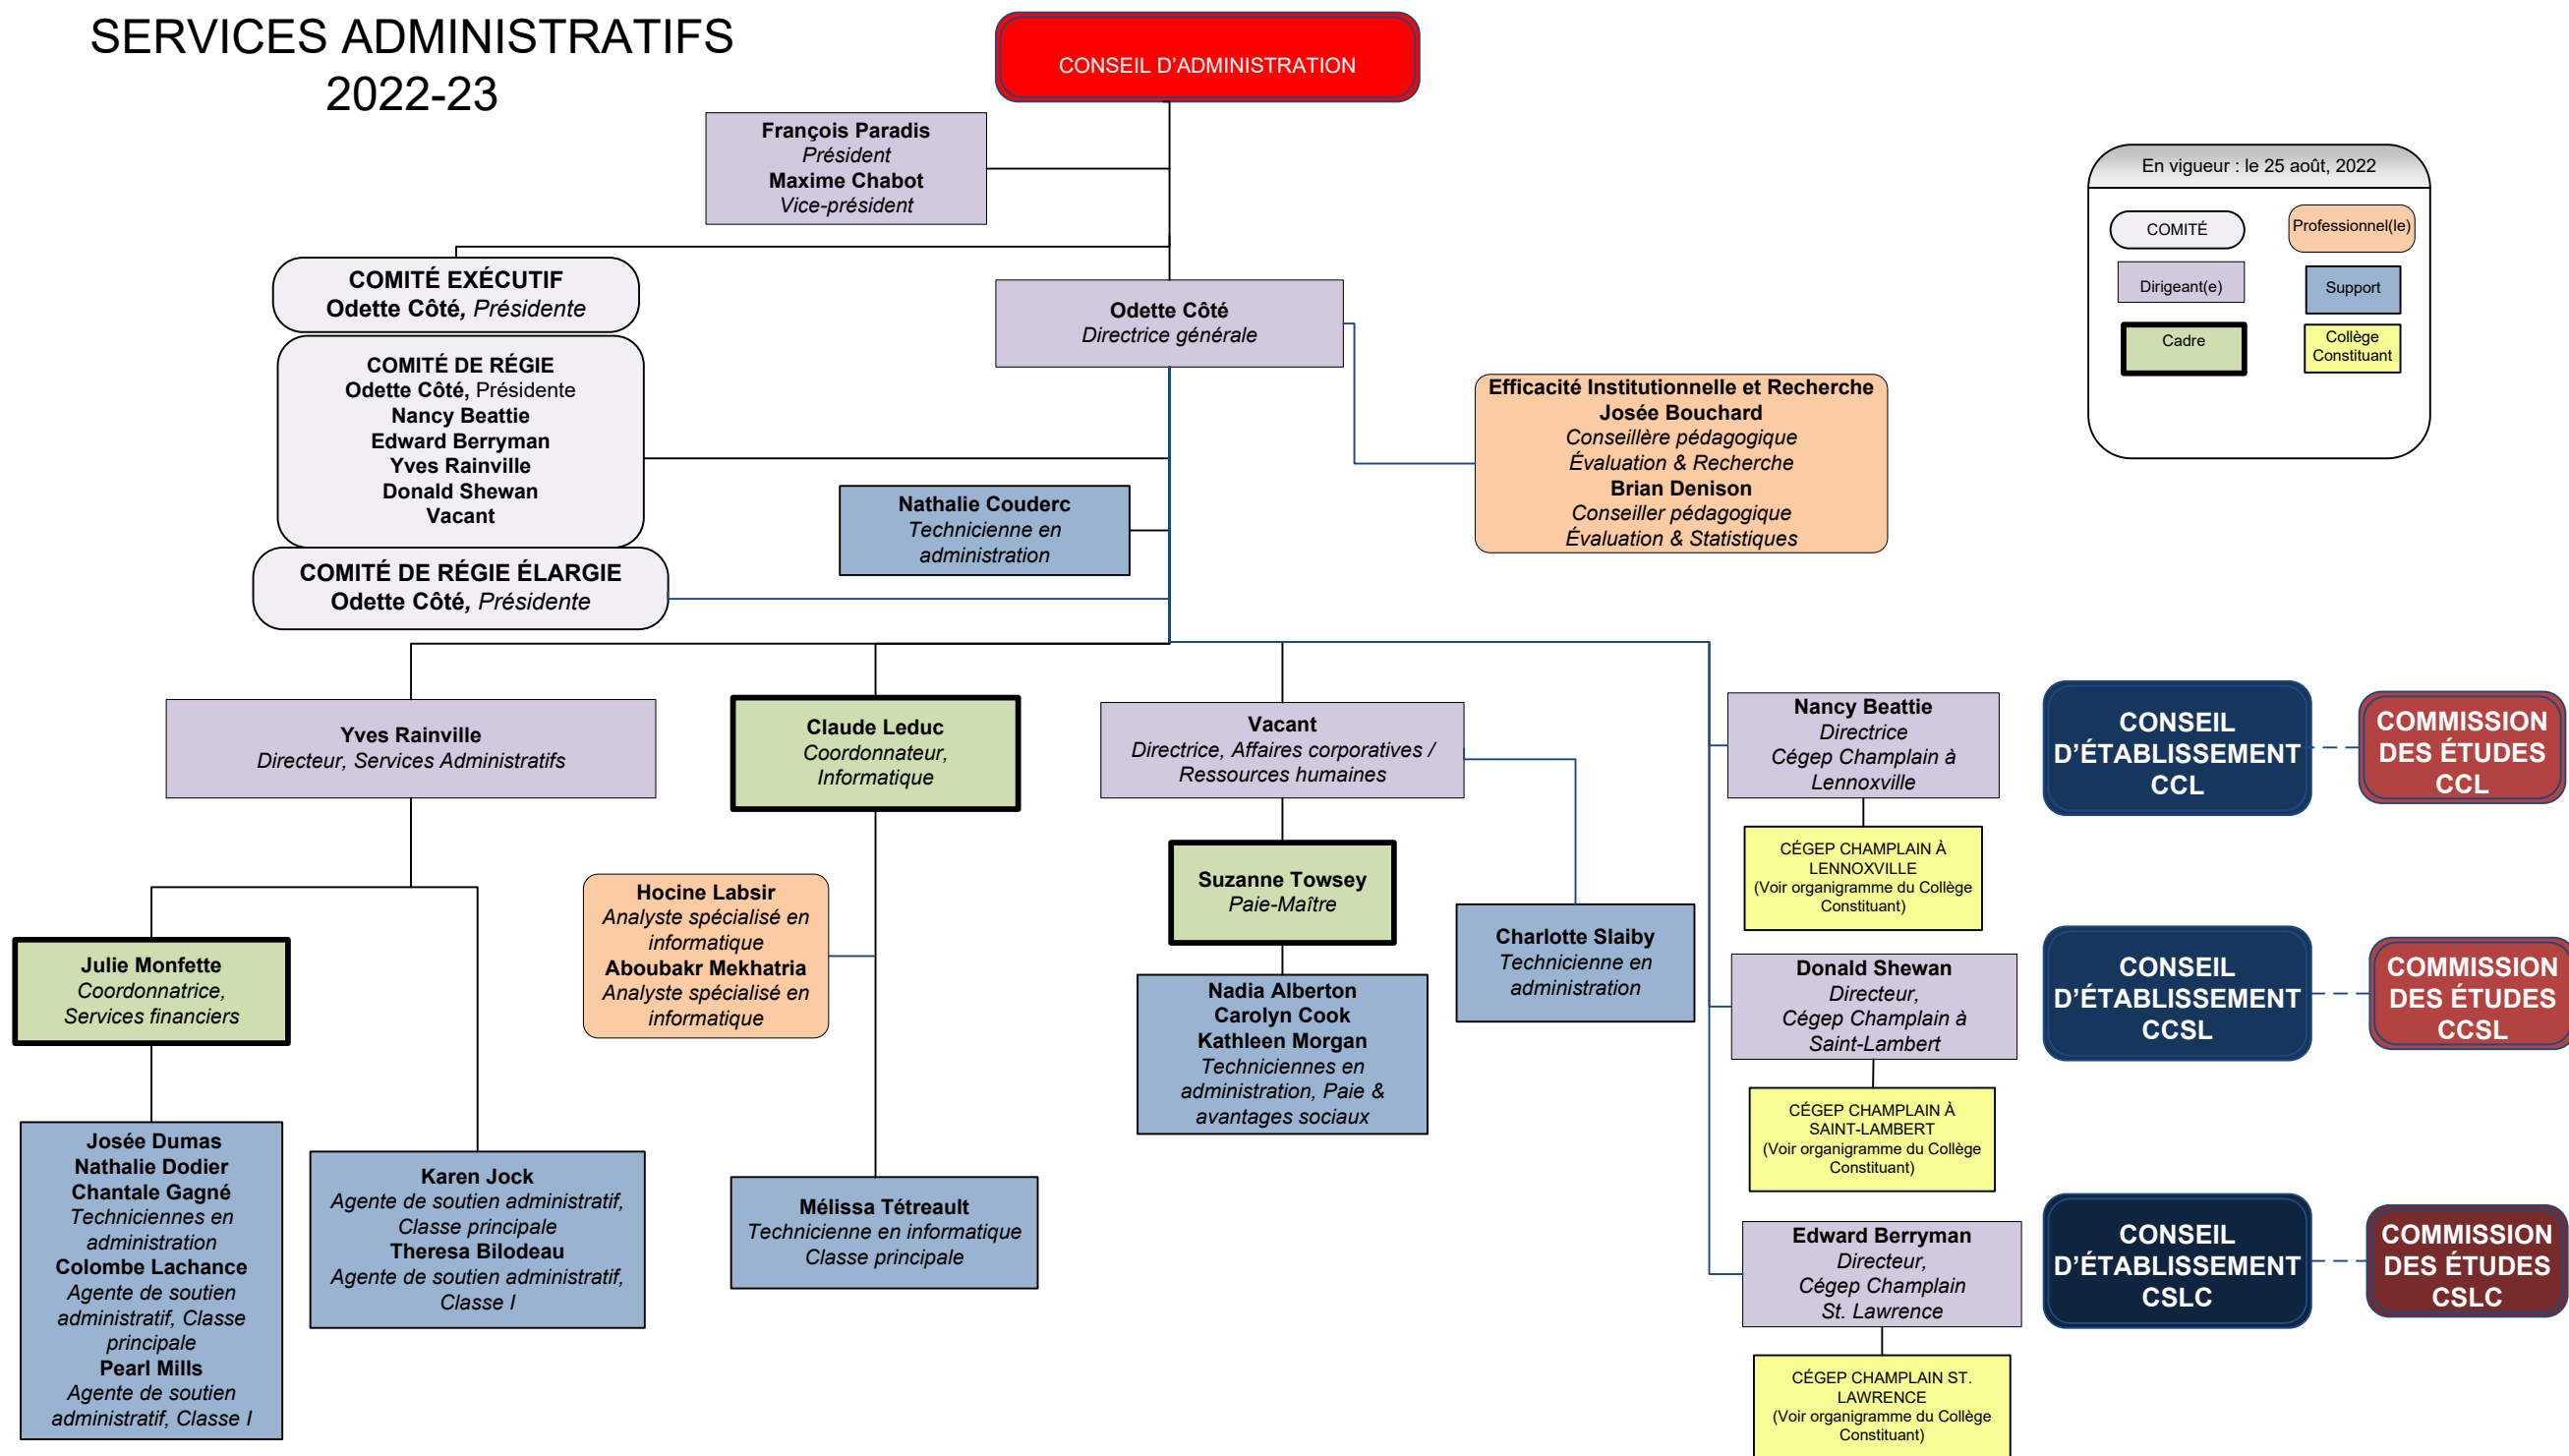 SERVICES ADMINISTRATIFS
2022-23
CONSEIL D’ADMINISTRATION
François Paradis
Président
Maxime Chabot
Vice-président
En vigueur : le 25 août, 2022
COMITÉ
Professionnel(le)
Dirigeant(e)
Support
Cadre
Collège
Constituant
COMITÉ EXÉCUTIF
Odette Côté, Présidente
Odette Côté
Directrice générale
COMITÉ DE RÉGIE
Odette Côté, Présidente
Nancy Beattie
Edward Berryman
Yves Rainville
Donald Shewan
Vacant
Efficacité Institutionnelle et Recherche
Josée Bouchard
Conseillère pédagogique
Évaluation & Recherche
Brian Denison
Conseiller pédagogique
Évaluation & Statistiques
Nathalie Couderc
Technicienne en
administration
COMITÉ DE RÉGIE ÉLARGIE
Odette Côté, Présidente
Yves Rainville
Directeur, Services Administratifs
Claude Leduc
Coordonnateur,
Informatique
Vacant
Directrice, Affaires corporatives /
Ressources humaines
Nancy Beattie
Directrice
Cégep Champlain à
Lennoxville
CONSEIL
D’ÉTABLISSEMENT
CCL
COMMISSION
DES ÉTUDES
CCL
CÉGEP CHAMPLAIN À
LENNOXVILLE
(Voir organigramme du Collège
Constituant)
Suzanne Towsey
Paie-Maître
Hocine Labsir
Analyste spécialisé en
informatique
Aboubakr Mekhatria
Analyste spécialisé en
informatique
Charlotte Slaiby
Technicienne en
administration
Julie Monfette
Coordonnatrice,
Services financiers
Nadia Alberton
Carolyn Cook
Kathleen Morgan
Techniciennes en
administration, Paie &
avantages sociaux
Donald Shewan
Directeur,
Cégep Champlain à
Saint-Lambert
CONSEIL
D’ÉTABLISSEMENT
CCSL
COMMISSION
DES ÉTUDES
CCSL
CÉGEP CHAMPLAIN À
SAINT-LAMBERT
(Voir organigramme du Collège
Constituant)
Josée Dumas
Nathalie Dodier
Chantale Gagné
Techniciennes en
administration
Colombe Lachance
Agente de soutien
administratif, Classe
principale
Pearl Mills
Agente de soutien
administratif, Classe I
Karen Jock
Agente de soutien administratif,
Classe principale
Theresa Bilodeau
Agente de soutien administratif,
Classe I
Mélissa Tétreault
Technicienne en informatique
Classe principale
Edward Berryman
Directeur,
Cégep Champlain
St. Lawrence
CONSEIL
D’ÉTABLISSEMENT
CSLC
COMMISSION
DES ÉTUDES
CSLC
CÉGEP CHAMPLAIN ST.
LAWRENCE
(Voir organigramme du Collège
Constituant)